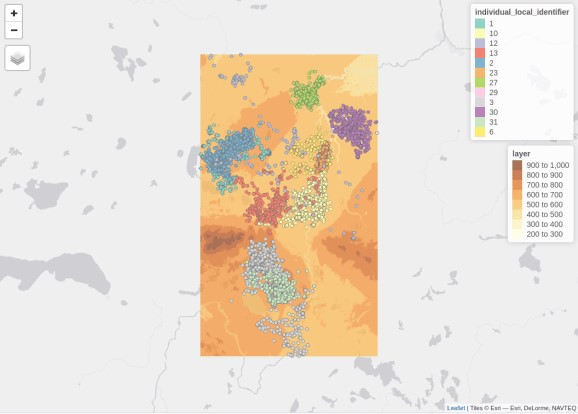 +
−
individual_local_identifier
1
10
12
13
2
23
27
29
3
30
31
6
layer
900 to 1,000
800 to 900
700 to 800
600 to 700
500 to 600
400 to 500
300 to 400
200 to 300
Leaflet | Tiles © Esri — Esri, DeLorme, NAVTEQ